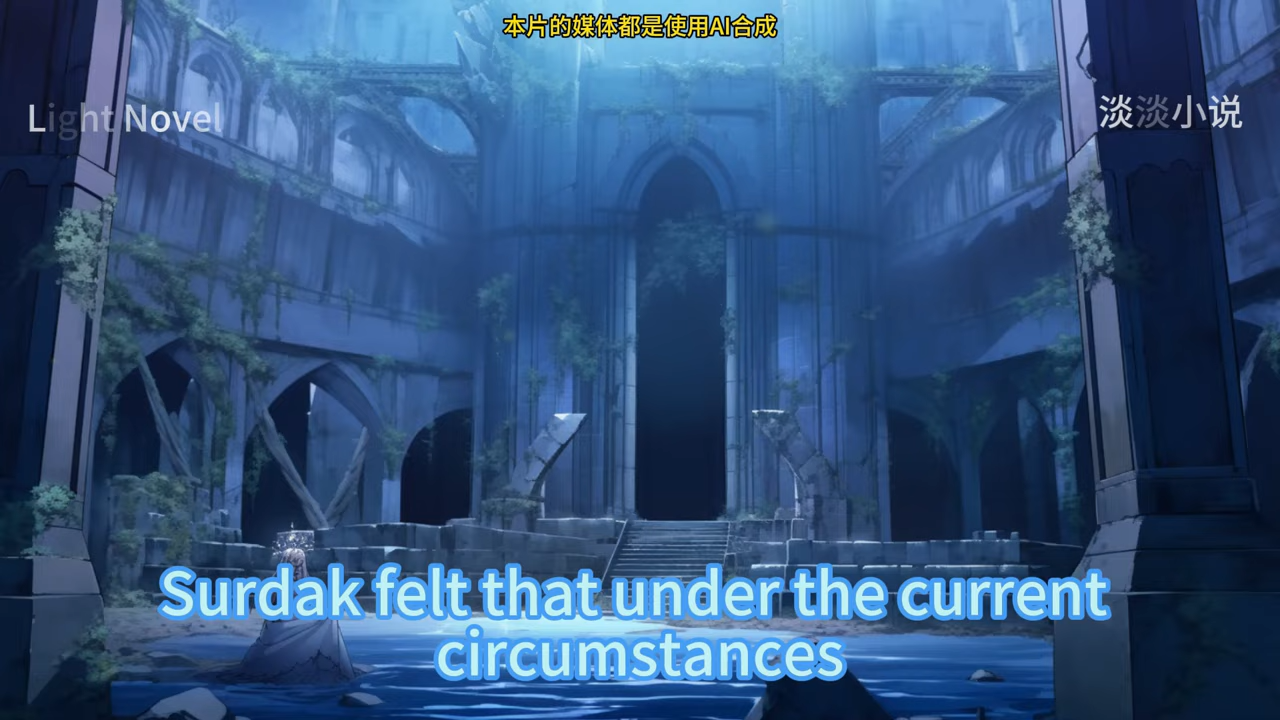 本片的媒体都是使用AI合成
Light Novel
淡淡小说
Surdak felt that under the current
circumstances